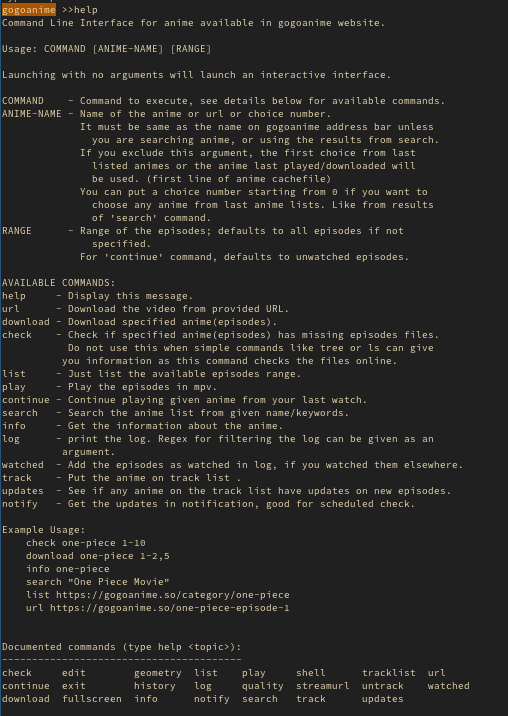 gogoanime >>help
Command Line Interface for anime available in gogoanime website.
Usage: COMMAND [ANIME-NAME] [RANGE]
Launching with no arguments will launch an interactive interface.
COMMAND    - Command to execute, see details below for available commands.
ANIME-NAME - Name of the anime or url or choice number.
             It must be same as the name on gogoanime address bar unless
               you are searching anime, or using the results from search.
             If you exclude this argument, the first choice from last
               listed animes or the anime last played/downloaded will
               be used. (first line of anime cachefile)
             You can put a choice number starting from 0 if you want to
               choose any anime from last anime lists. Like from results
               of 'search' command.
RANGE      - Range of the episodes; defaults to all episodes if not
               specified.
             For 'continue' command, defaults to unwatched episodes.
AVAILABLE COMMANDS:
help     - Display this message.
url      - Download the video from provided URL.
download - Download specified anime(episodes).
check    - Check if specified anime(episodes) has missing episodes files.
           Do not use this when simple commands like tree or ls can give
          you information as this command checks the files online.
list     - Just list the available episodes range.
play     - Play the episodes in mpv.
continue - Continue playing given anime from your last watch.
search   - Search the anime list from given name/keywords.
info     - Get the information about the anime.
log      - print the log. Regex for filtering the log can be given as an
          argument.
watched  - Add the episodes as watched in log, if you watched them elsewhere.
track    - Put the anime on track list .
updates  - See if any anime on the track list have updates on new episodes.
notify   - Get the updates in notification, good for scheduled check.
Example Usage:
    check one-piece 1-10
    download one-piece 1-2,5
    info one-piece
    search "One Piece Movie"
    list https://gogoanime.so/category/one-piece
    url https://gogoanime.so/one-piece-episode-1
Documented commands (type help <topic>):
========================================
check     edit        geometry  list    play     shell      tracklist  url
continue  exit        history   log     quality  streamurl  untrack    watched
download  fullscreen  info      notify  search   track      updates